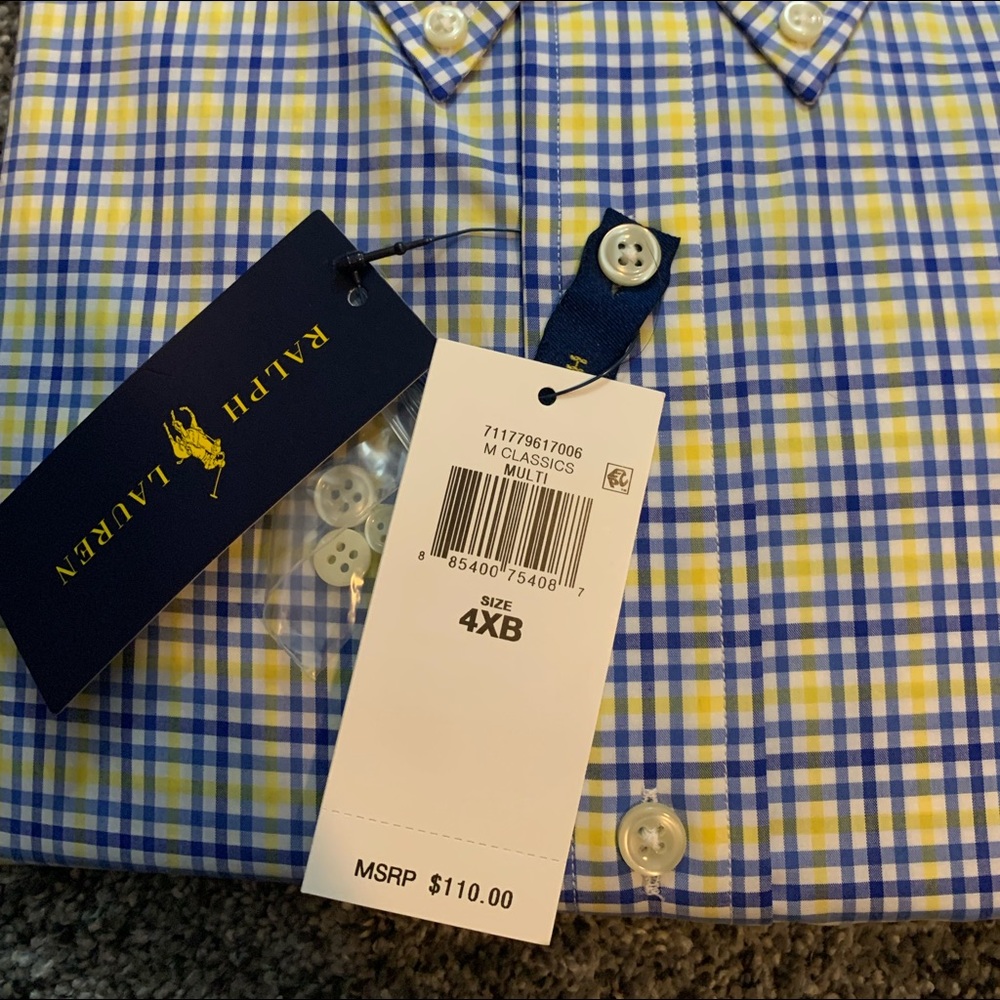 RALPH LAUREN
711779617006
M CLASSICS
MULTI
8 85400 75408 7
SIZE
4XB
MSRP $110.00